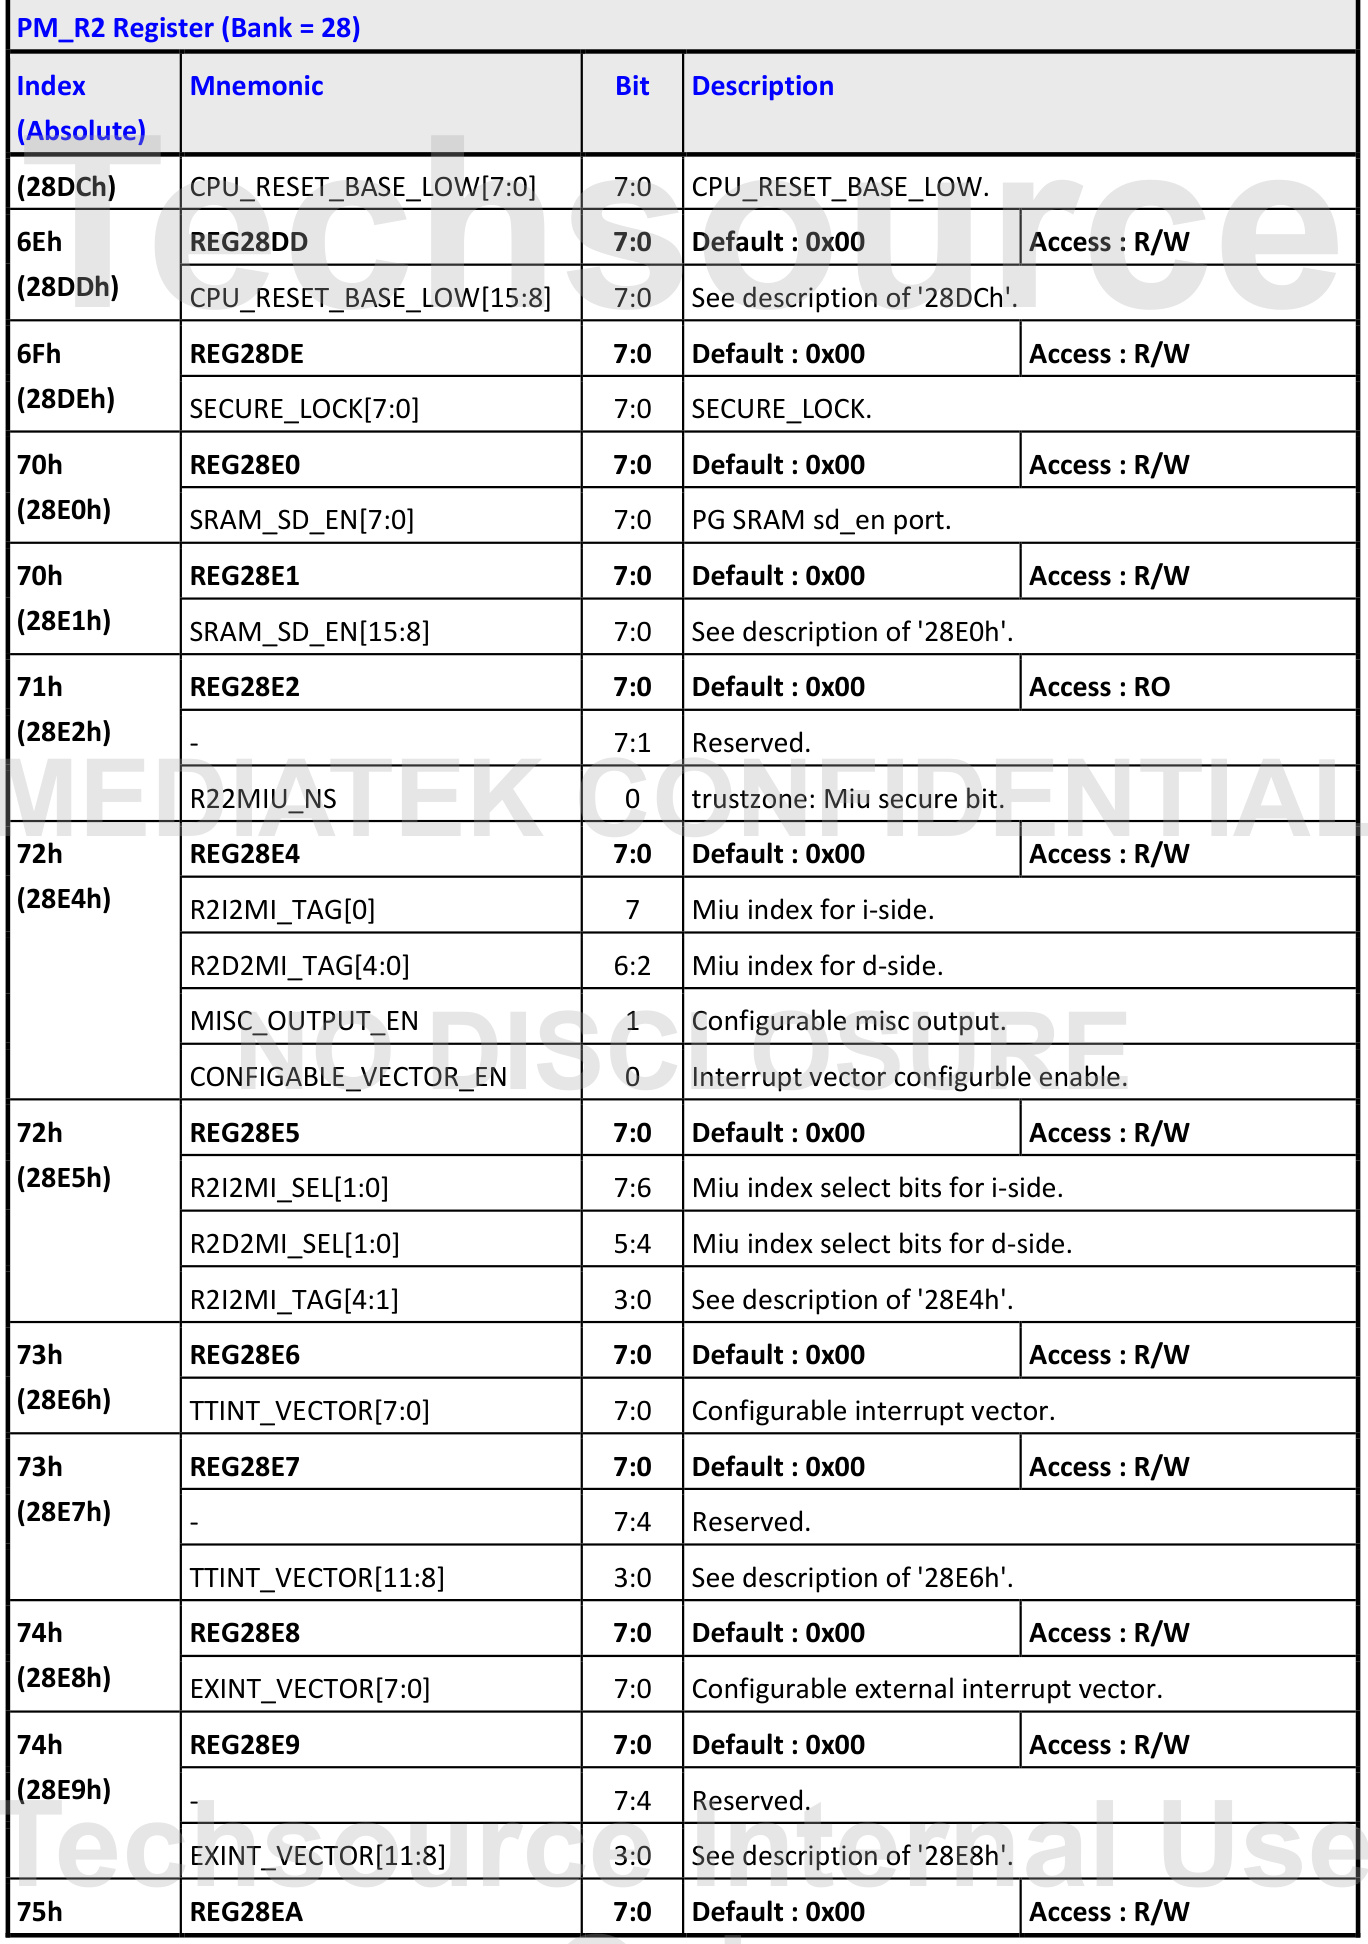 PM_R2 Register (Bank = 28)
Index (Absolute) Mnemonic Bit Description
(28DCh) CPU_RESET_BASE_LOW[7:0] 7:0 CPU_RESET_BASE_LOW.
6Eh (28DDh) REG28DD 7:0 Default : 0x00 Access : R/W
CPU_RESET_BASE_LOW[15:8] 7:0 See description of '28DCh'.
6Fh (28DEh) REG28DE 7:0 Default : 0x00 Access : R/W
SECURE_LOCK[7:0] 7:0 SECURE_LOCK.
70h (28E0h) REG28E0 7:0 Default : 0x00 Access : R/W
SRAM_SD_EN[7:0] 7:0 PG SRAM sd_en port.
70h (28E1h) REG28E1 7:0 Default : 0x00 Access : R/W
SRAM_SD_EN[15:8] 7:0 See description of '28E0h'.
71h (28E2h) REG28E2 7:0 Default : 0x00 Access : RO
- 7:1 Reserved.
R22MIU_NS 0 trustzone: Miu secure bit.
72h (28E4h) REG28E4 7:0 Default : 0x00 Access : R/W
R2I2MI_TAG[0] 7 Miu index for i-side.
R2D2MI_TAG[4:0] 6:2 Miu index for d-side.
MISC_OUTPUT_EN 1 Configurable misc output.
CONFIGABLE_VECTOR_EN 0 Interrupt vector configurble enable.
72h (28E5h) REG28E5 7:0 Default : 0x00 Access : R/W
R2I2MI_SEL[1:0] 7:6 Miu index select bits for i-side.
R2D2MI_SEL[1:0] 5:4 Miu index select bits for d-side.
R2I2MI_TAG[4:1] 3:0 See description of '28E4h'.
73h (28E6h) REG28E6 7:0 Default : 0x00 Access : R/W
TTINT_VECTOR[7:0] 7:0 Configurable interrupt vector.
73h (28E7h) REG28E7 7:0 Default : 0x00 Access : R/W
- 7:4 Reserved.
TTINT_VECTOR[11:8] 3:0 See description of '28E6h'.
74h (28E8h) REG28E8 7:0 Default : 0x00 Access : R/W
EXINT_VECTOR[7:0] 7:0 Configurable external interrupt vector.
74h (28E9h) REG28E9 7:0 Default : 0x00 Access : R/W
- 7:4 Reserved.
EXINT_VECTOR[11:8] 3:0 See description of '28E8h'.
75h REG28EA 7:0 Default : 0x00 Access : R/W
Techsource
MEDIATEK CONFIDENTIAL
NO DISCLOSURE
Techsource Internal Use